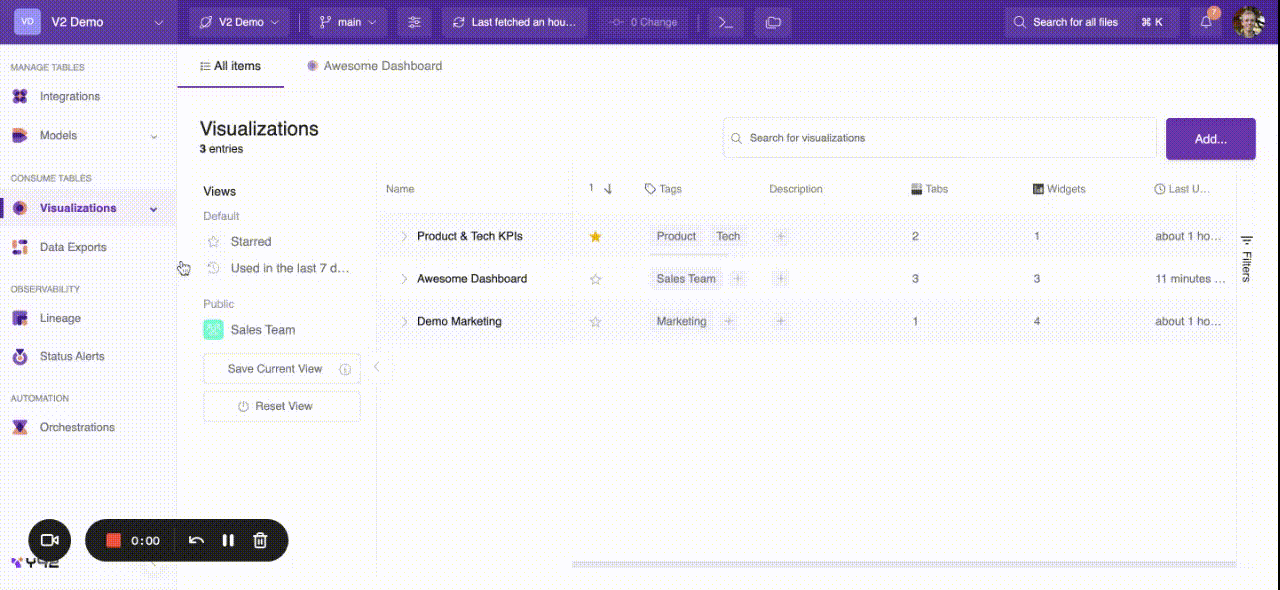 VD V2 Demo V2 Demo main Last fetched an hou... 0 Change Search for all files ⌘ K 7
MANAGE TABLES
Integrations
Models
CONSUME TABLES
Visualizations
Data Exports
OBSERVABILITY
Lineage
Status Alerts
AUTOMATION
Orchestrations
0:00
Y42
All items Awesome Dashboard
Visualizations
3 entries
Search for visualizations
Add...
Views
Default
Starred
Used in the last 7 d...
Public
Sales Team
Save Current View
Reset View
Name 1 Tags Description Tabs Widgets Last U...
Product & Tech KPIs Product Tech + 2 1 about 1 ho...
Awesome Dashboard Sales Team + + 3 3 11 minutes ...
Demo Marketing Marketing + + 1 4 about 1 ho...
Filters